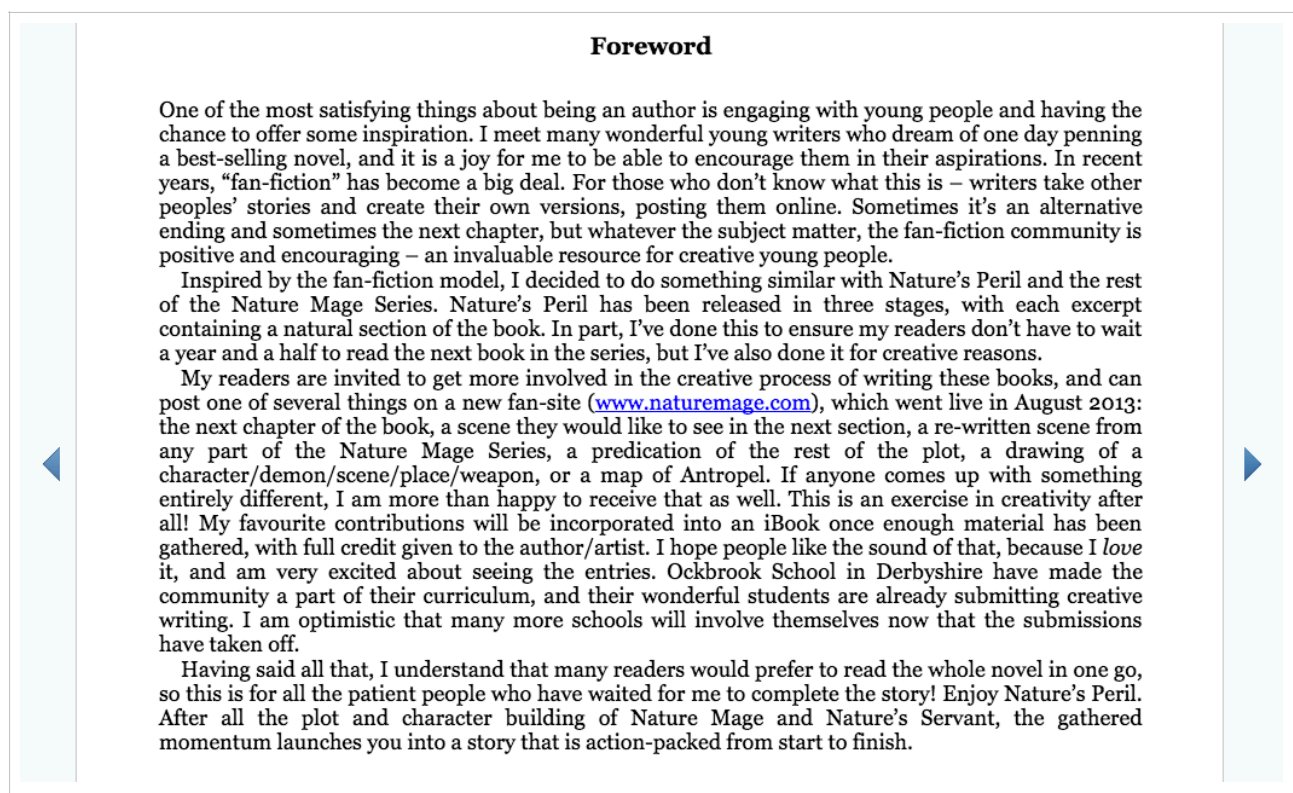 Foreword
One of the most satisfying things about being an author is engaging with young people and having the
chance to offer some inspiration. I meet many wonderful young writers who dream of one day penning
a best-selling novel, and it is a joy for me to be able to encourage them in their aspirations. In recent
years, “fan-fiction” has become a big deal. For those who don’t know what this is – writers take other
peoples’ stories and create their own versions, posting them online. Sometimes it’s an alternative
ending and sometimes the next chapter, but whatever the subject matter, the fan-fiction community is
positive and encouraging – an invaluable resource for creative young people.
Inspired by the fan-fiction model, I decided to do something similar with Nature’s Peril and the rest
of the Nature Mage Series. Nature’s Peril has been released in three stages, with each excerpt
containing a natural section of the book. In part, I’ve done this to ensure my readers don’t have to wait
a year and a half to read the next book in the series, but I’ve also done it for creative reasons.
My readers are invited to get more involved in the creative process of writing these books, and can
post one of several things on a new fan-site (www.naturemage.com), which went live in August 2013:
the next chapter of the book, a scene they would like to see in the next section, a re-written scene from
any part of the Nature Mage Series, a predication of the rest of the plot, a drawing of a
character/demon/scene/place/weapon, or a map of Antropel. If anyone comes up with something
entirely different, I am more than happy to receive that as well. This is an exercise in creativity after
all! My favourite contributions will be incorporated into an iBook once enough material has been
gathered, with full credit given to the author/artist. I hope people like the sound of that, because I love
it, and am very excited about seeing the entries. Ockbrook School in Derbyshire have made the
community a part of their curriculum, and their wonderful students are already submitting creative
writing. I am optimistic that many more schools will involve themselves now that the submissions
have taken off.
Having said all that, I understand that many readers would prefer to read the whole novel in one go,
so this is for all the patient people who have waited for me to complete the story! Enjoy Nature’s Peril.
After all the plot and character building of Nature Mage and Nature’s Servant, the gathered
momentum launches you into a story that is action-packed from start to finish.